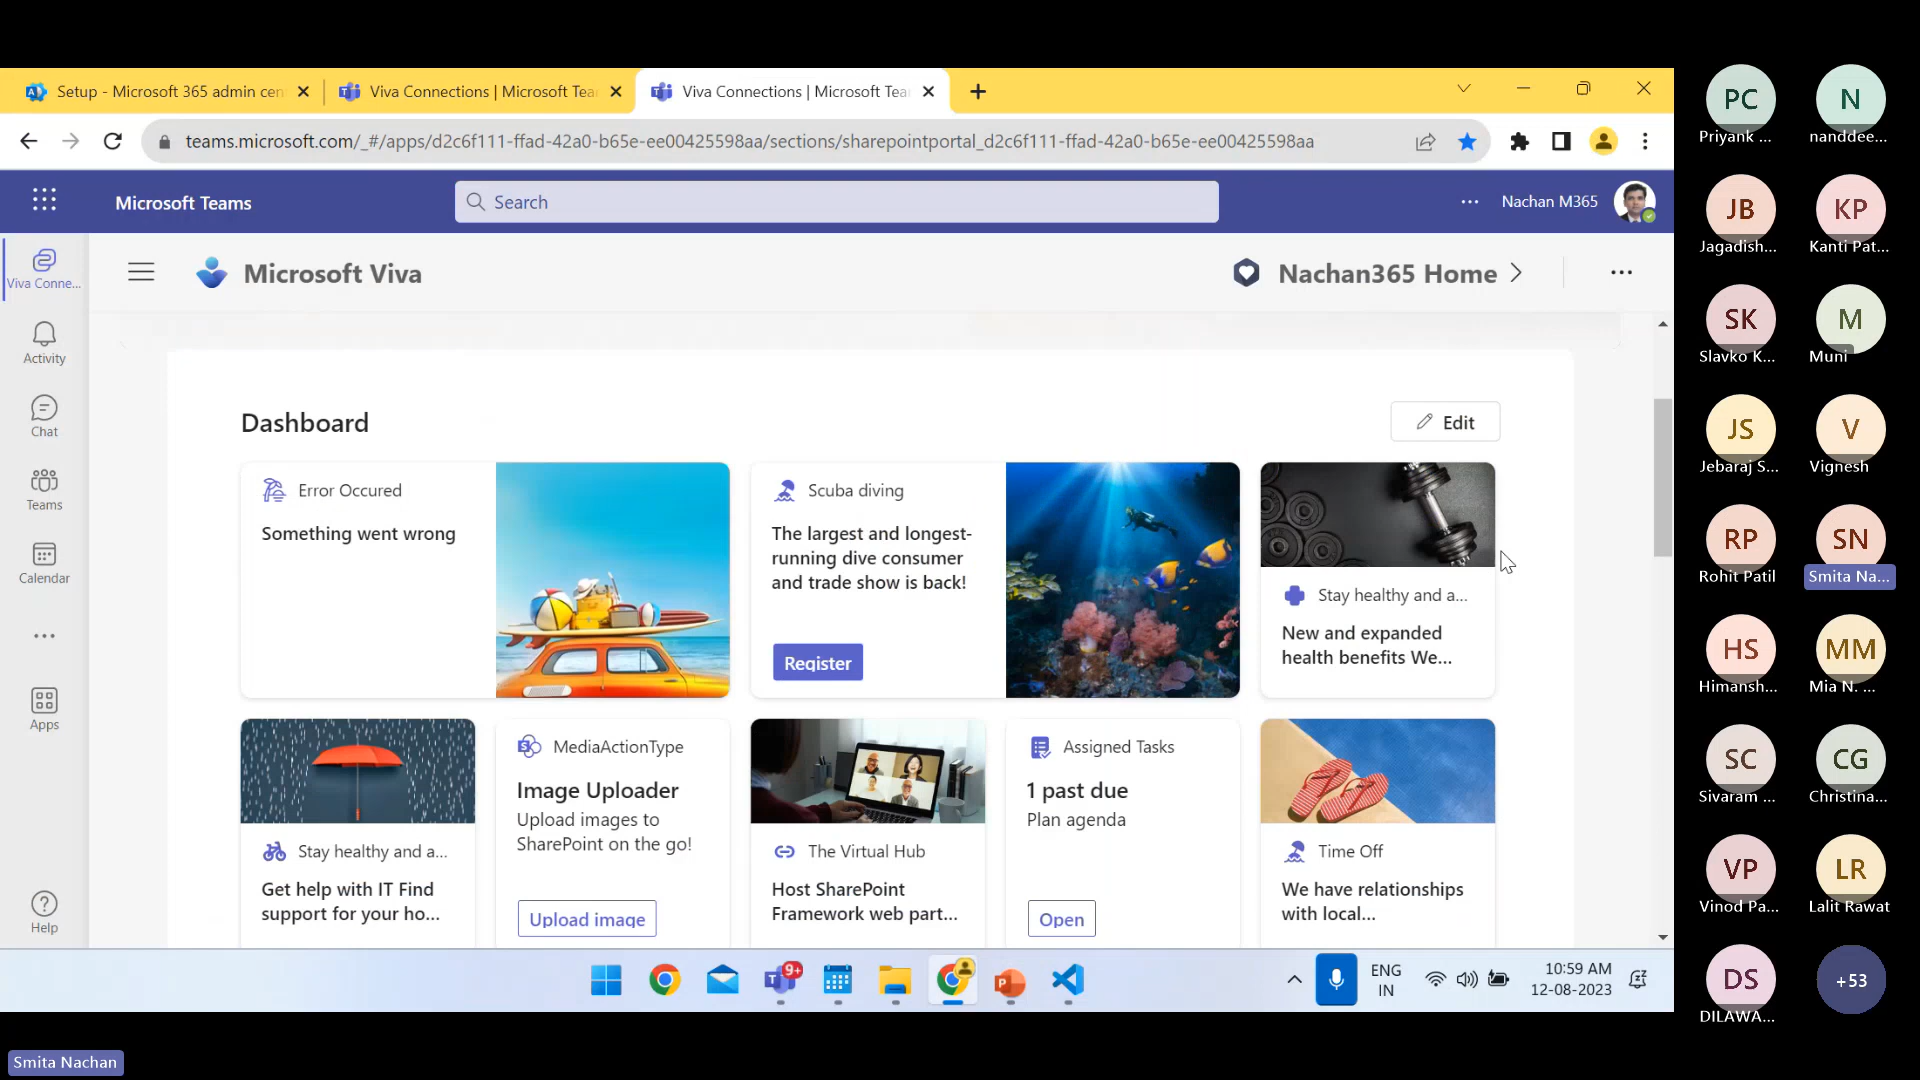 Setup - Microsoft 365 admin cen
Viva Connections | Microsoft Tea
Viva Connections | Microsoft Tea
teams.microsoft.com/_#/apps/d2c6f111-ffad-42a0-b65e-ee00425598aa/sections/sharepointportal_d2c6f111-ffad-42a0-b65e-ee00425598aa
Microsoft Teams
Search
Nachan M365
Viva Conne...
Activity
Chat
Teams
Calendar
Apps
Help
Microsoft Viva
Nachan365 Home
Dashboard
Edit
Error Occured
Something went wrong
Scuba diving
The largest and longest-
running dive consumer
and trade show is back!
Register
Stay healthy and a...
New and expanded
health benefits We...
Stay healthy and a...
Get help with IT Find
support for your ho...
MediaActionType
Image Uploader
Upload images to
SharePoint on the go!
Upload image
The Virtual Hub
Host SharePoint
Framework web part...
Assigned Tasks
1 past due
Plan agenda
Open
Time Off
We have relationships
with local...
9+
ENG
IN
10:59 AM
12-08-2023
PC
Priyank ...
N
nanddee...
JB
Jagadish...
KP
Kanti Pat...
SK
Slavko K...
M
Muni
JS
Jebaraj S...
V
Vignesh
RP
Rohit Patil
SN
Smita Na...
HS
Himansh...
MM
Mia N. ...
SC
Sivaram ...
CG
Christina...
VP
Vinod Pa...
LR
Lalit Rawat
DS
DILAWA...
+53
Smita Nachan